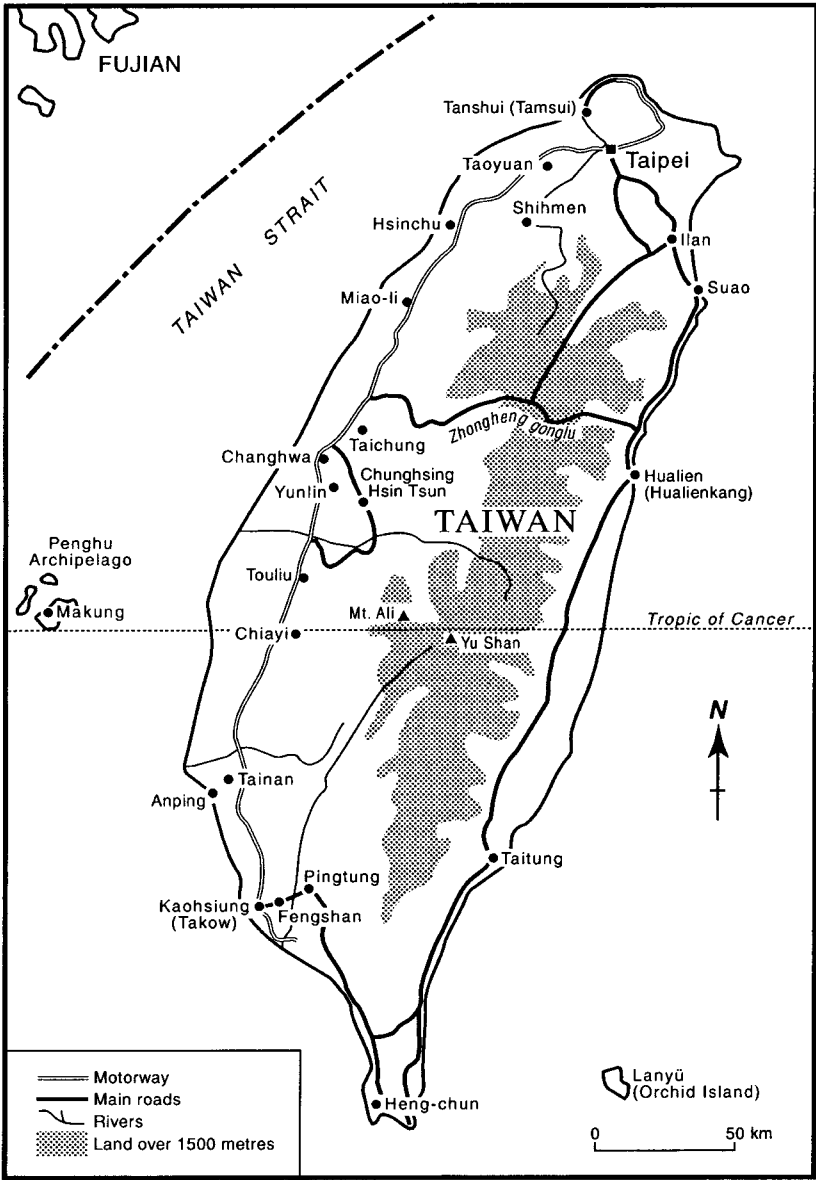 FUJIAN
TAIWAN STRAIT
Tanshui (Tamsui)
Taipei
Taoyuan
Shihmen
Hsinchu
Ilan
Suao
Miao-li
Zhongheng gonglu
Taichung
Changhwa
Chunghsing
Hsin Tsun
Yunlin
Hualien
(Hualienkang)
TAIWAN
Penghu
Archipelago
Makung
Touliu
Mt. Ali
Tropic of Cancer
Chiayi
Yu Shan
N
Tainan
Anping
Taitung
Pingtung
Kaohsiung
(Takow)
Fengshan
Motorway
Main roads
Rivers
Land over 1500 metres
Heng-chun
Lanyü
(Orchid Island)
0 50 km